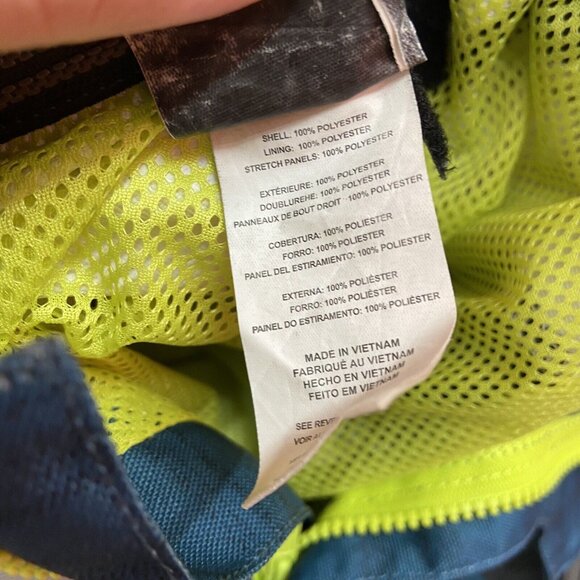 SHELL: 100% POLYESTER
LINING: 100% POLYESTER
STRETCH PANELS: 100% POLYESTER
EXTÉRIEURE: 100% POLYESTER
DOUBLUREHE: 100% POLYESTER
PANNEAUX DE BOUT DROIT : 100% POLYESTER
COBERTURA: 100% POLIESTER
FORRO: 100% POLIESTER
PANEL DEL ESTIRAMIENTO: 100% POLIESTER
EXTERNA: 100% POLIÉSTER
FORRO: 100% POLIÉSTER
PAINEL DO ESTIRAMENTO: 100% POLIÉSTER
MADE IN VIETNAM
FABRIQUÉ AU VIETNAM
HECHO EN VIETNAM
FEITO EM VIETNAM
SEE
VOIR